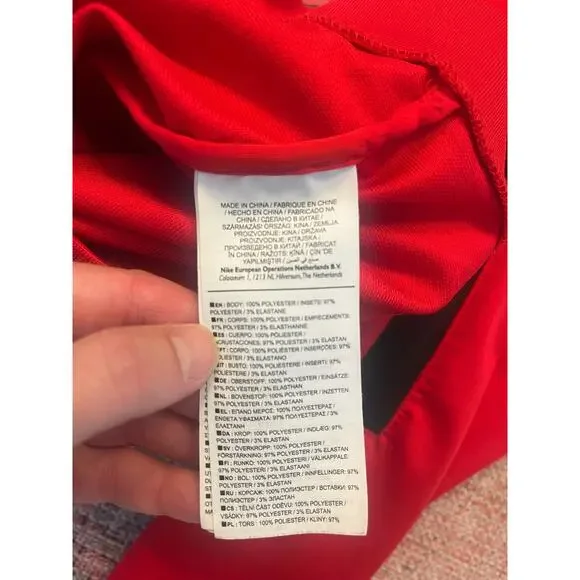 MADE IN CHINA / FABRIQUE EN CHINE
/ HECHO EN CHINA / FABRICADO NA
CHINA / СДЕЛАНО В КИТАЕ /
SZÁRMAZÁSI ORSZÁG: KÍNA / ZEMLJA
PROIZVODNJE: KINA / DRŽAVA
PROIZVODNJE: KITAJSKA /
ПРОИЗВЕДЕНО В КИТАЙ / FABRICAT
ÎN CHINA / RAŽOTS: ĶĪNĀ / ÇİN 'DE
YAPILMIŞTIR / صنع في الصين
Nike European Operations Netherlands B.V.
Colosseum 1, 1213 NL Hilversum, The Netherlands
EN: BODY: 100% POLYESTER / INSETS: 97%
POLYESTER / 3% ELASTANE
FR: CORPS: 100% POLYESTER / EMPIECEMENTS:
97% POLYESTER / 3% ELASTHANNE
ES: CUERPO: 100% POLIÉSTER /
INCRUSTACIONES: 97% POLIÉSTER / 3% ELASTANO
PT: CORPO: 100% POLIÉSTER / INSERÇÕES: 97%
POLIÉSTER / 3% ELASTANO
IT: BUSTO: 100% POLIESTERE / INSERTI: 97%
POLIESTERE / 3% ELASTAN
DE: OBERSTOFF: 100% POLYESTER / EINSÄTZE:
97% POLYESTER / 3% ELASTHAN
NL: BOVENSTOF: 100% POLYESTER / INZETTEN
97% POLYESTER / 3% ELASTAAN
EL: ΕΠΑΝΩ ΜΕΡΟΣ: 100% ΠΟΛΥΕΣΤΕΡΑΣ /
ΕΝΘΕΤΑ ΥΦΑΣΜΑΤΑ: 97% ΠΟΛΥΕΣΤΕΡΑΣ / 3%
ΕΛΑΣΤΑΝΗ
DA: KROP: 100% POLYESTER / INDLÆG: 97%
POLYESTER / 3% ELASTAN
SV: ÖVERKROPP: 100% POLYESTER /
FÖRSTÄRKNING: 97% POLYESTER / 3% ELASTAN
FI: RUNKO: 100% POLYESTERI / VÄLIKAPPALE:
97% POLYESTERI / 3% ELASTAANI
NO: BOL: 100% POLYESTER / INNFELLINGER: 97%
POLYESTER / 3% ELASTAN
RU: КОРСАЖ: 100% ПОЛИЭСТЕР / ВСТАВКИ: 97%
ПОЛИЭСТЕР / 3% ЭЛАСТАН
CS: TĚLNÍ ČÁST ODĚVU: 100% POLYESTER /
VSADKY: 97% POLYESTER / 3% ELASTAN
PL: TORS: 100% POLIESTER / KLINY: 97%